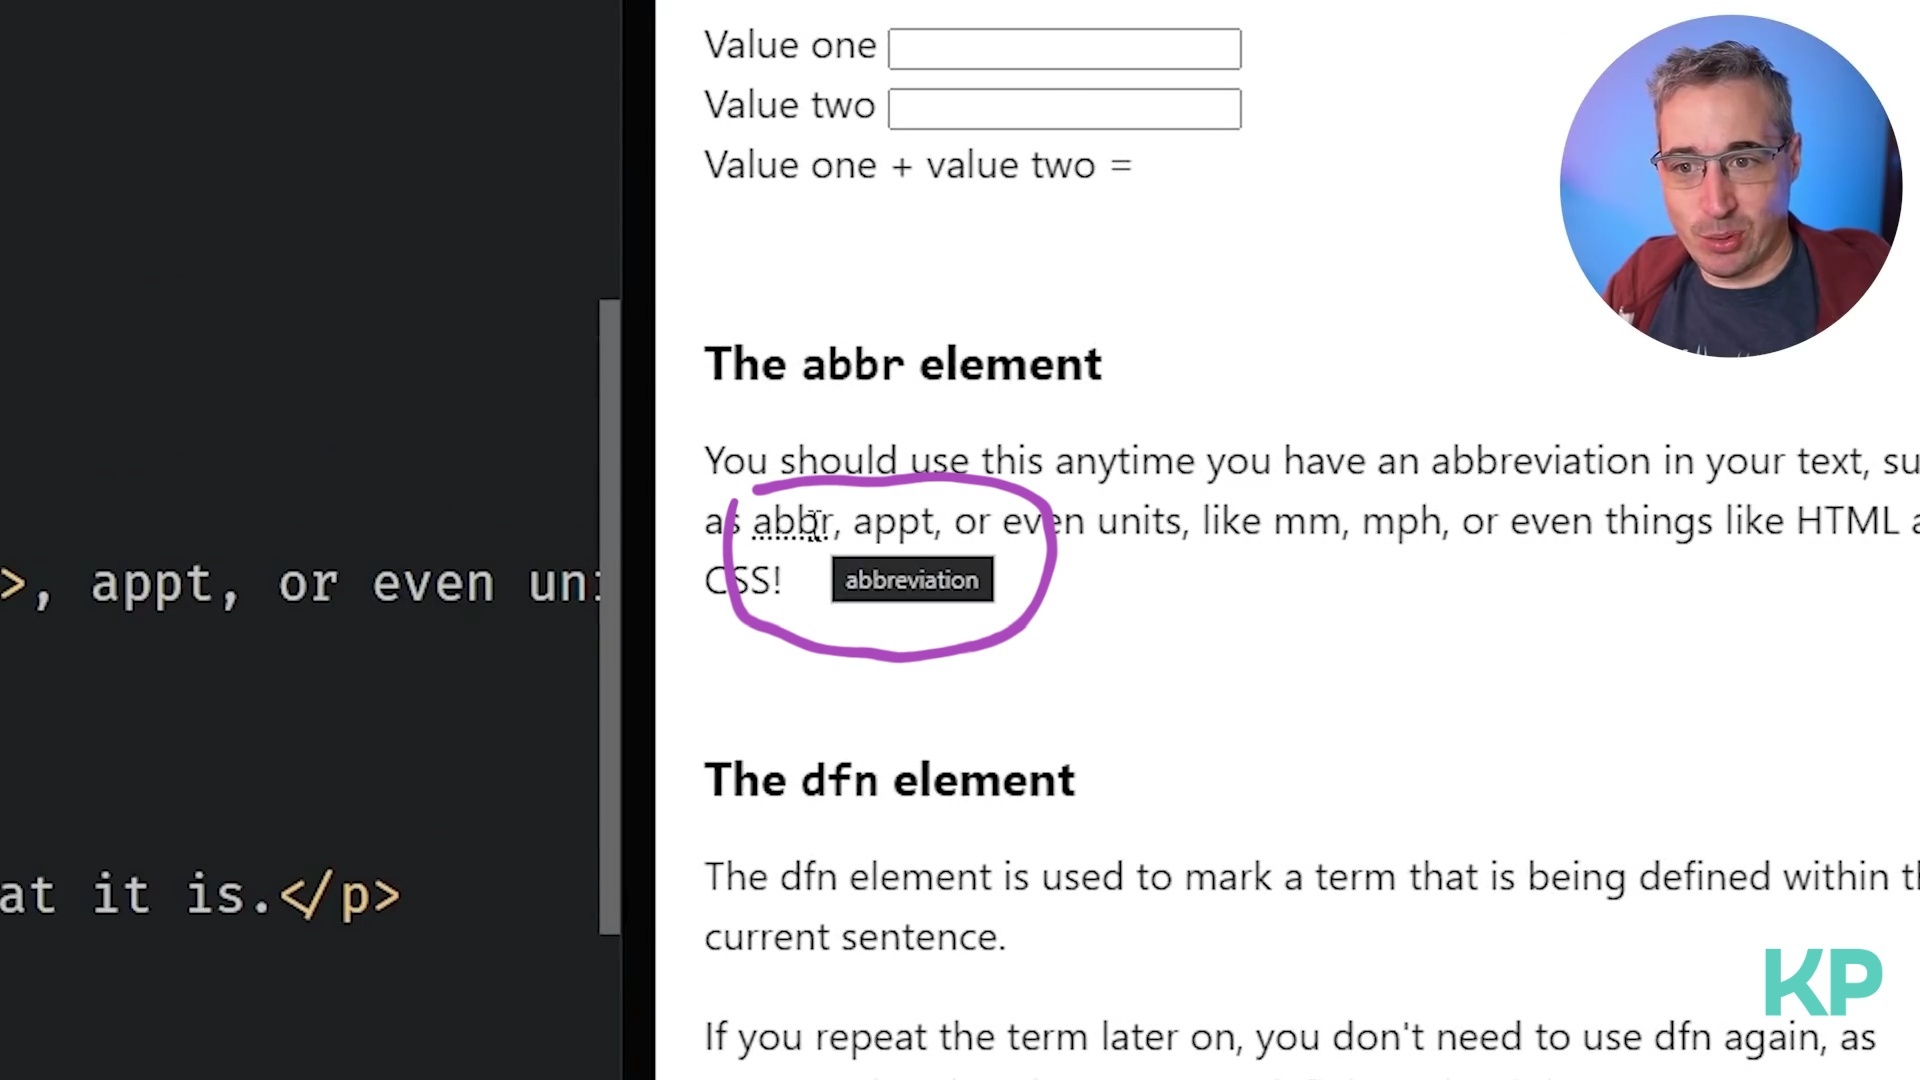 Value one
Value two
Value one + value two =
The abbr element
You should use this anytime you have an abbreviation in your text,
as abbr, appt, or even units, like mm, mph, or even things like HTML
CSS!
abbreviation
>, appt, or even
The dfn element
at it is.</p>
The dfn element is used to mark a term that is being defined within
current sentence.
KP
If you repeat the term later on, you don't need to use dfn again, as